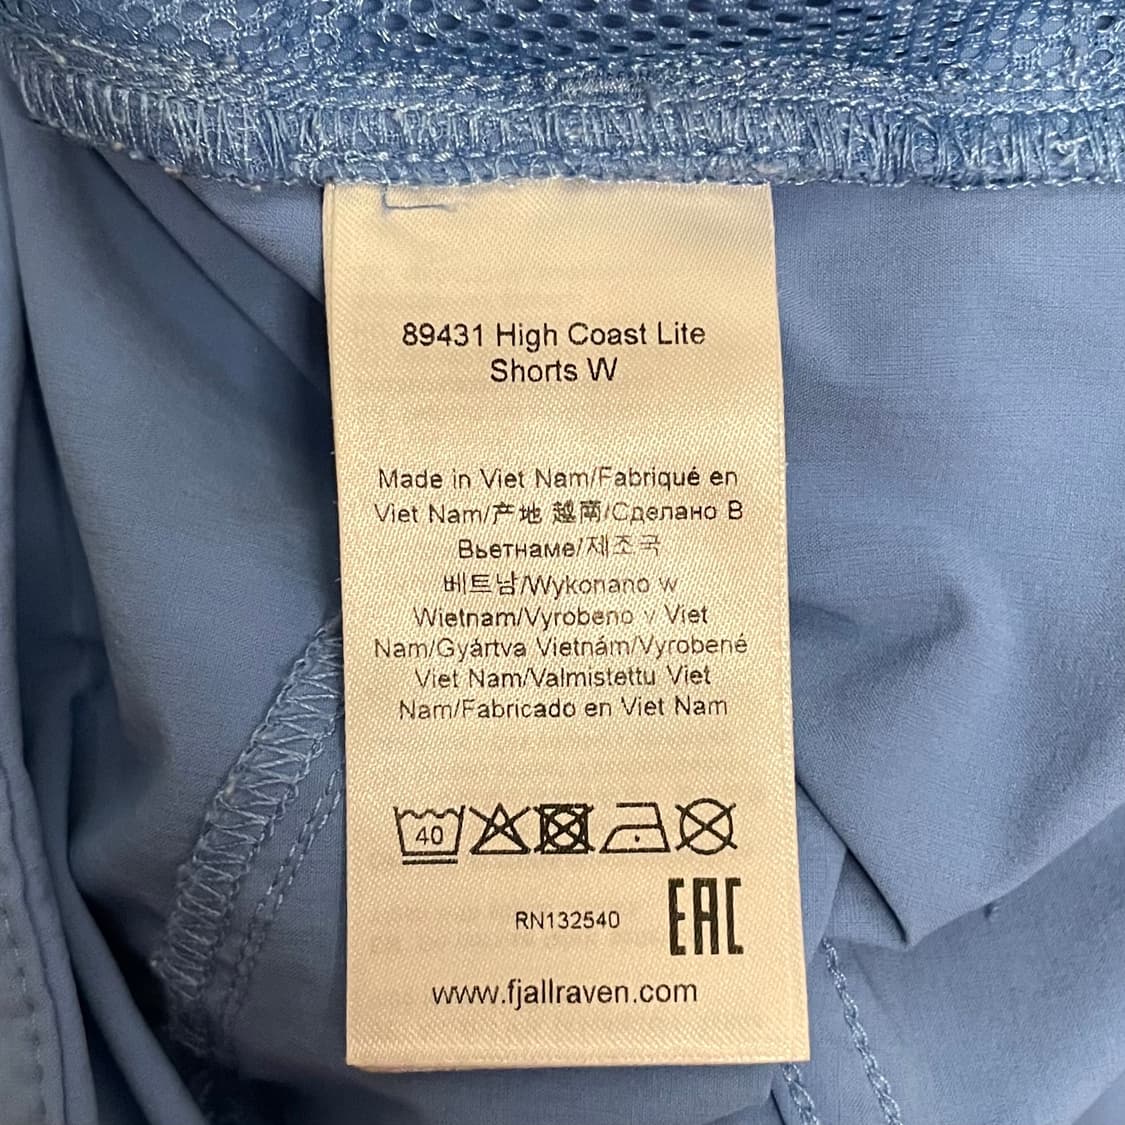 89431 High Coast Lite
Shorts W
Made in Viet Nam/Fabriqué en
Viet Nam/产地 越南/Сделано В
Вьетнаме/제조국
베트남/Wykonano w
Wietnam/Vyrobeno v Viet
Nam/Gyártva Vietnám/Vyrobené
Viet Nam/Valmistettu Viet
Nam/Fabricado en Viet Nam
40
RN132540 EAC
www.fjallraven.com